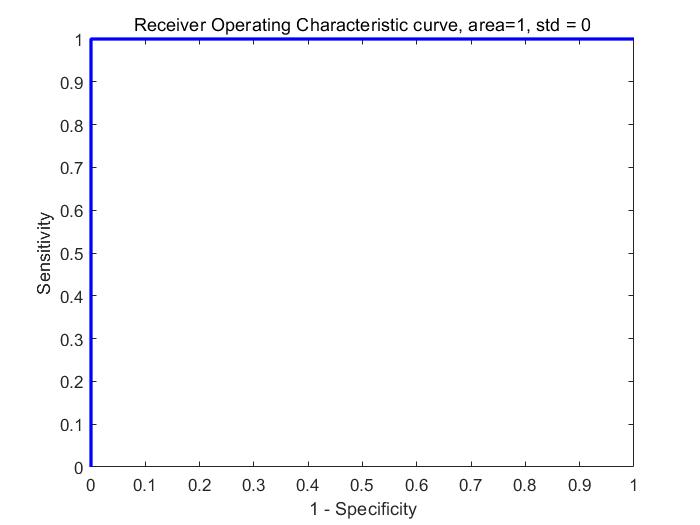 Receiver Operating Characteristic curve, area=1, std = 0
1
0.9
0.8
0.7
0.6
0.5
0.4
0.3
0.2
0.1
0
Sensitivity
0 0.1 0.2 0.3 0.4 0.5 0.6 0.7 0.8 0.9 1
1 - Specificity